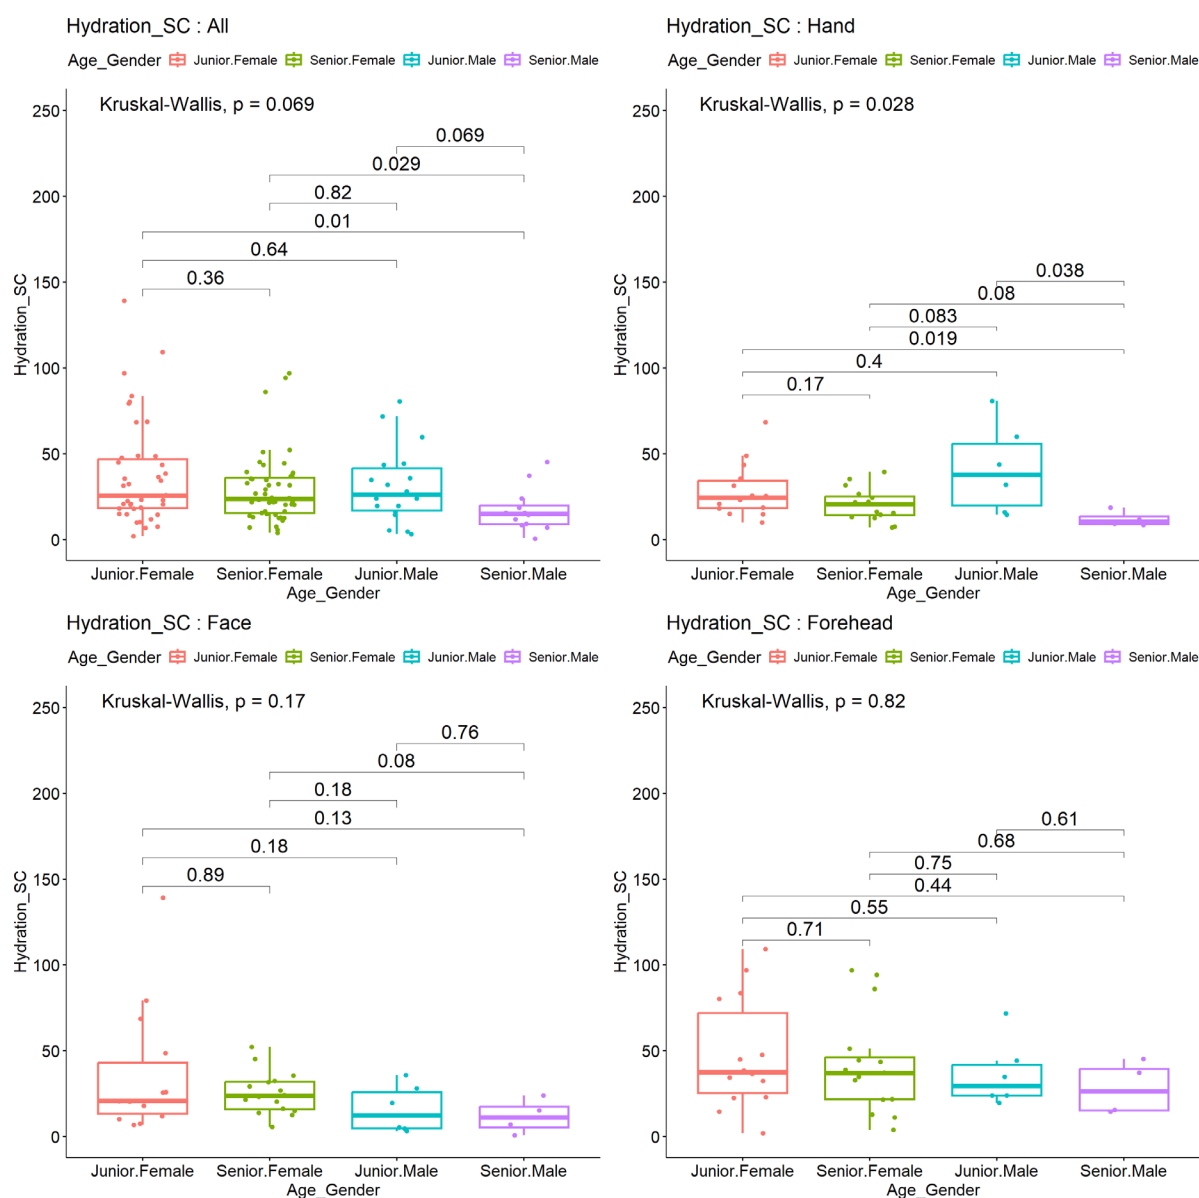 Hydration_SC : All
Age_Gender Junior.Female Senior.Female Junior.Male Senior.Male
Kruskal-Wallis, p = 0.069
250
200
150
100
50
0
Hydration_SC
0.069
0.029
0.82
0.01
0.64
0.36
Junior.Female Senior.Female Junior.Male Senior.Male
Age_Gender
Hydration_SC : Hand
Age_Gender Junior.Female Senior.Female Junior.Male Senior.Male
Kruskal-Wallis, p = 0.028
250
200
150
100
50
0
Hydration_SC
0.038
0.08
0.083
0.019
0.4
0.17
Junior.Female Senior.Female Junior.Male Senior.Male
Age_Gender
Hydration_SC : Face
Age_Gender Junior.Female Senior.Female Junior.Male Senior.Male
Kruskal-Wallis, p = 0.17
250
200
150
100
50
0
Hydration_SC
0.76
0.08
0.18
0.13
0.18
0.89
Junior.Female Senior.Female Junior.Male Senior.Male
Age_Gender
Hydration_SC : Forehead
Age_Gender Junior.Female Senior.Female Junior.Male Senior.Male
Kruskal-Wallis, p = 0.82
250
200
150
100
50
0
Hydration_SC
0.61
0.68
0.75
0.44
0.55
0.71
Junior.Female Senior.Female Junior.Male Senior.Male
Age_Gender